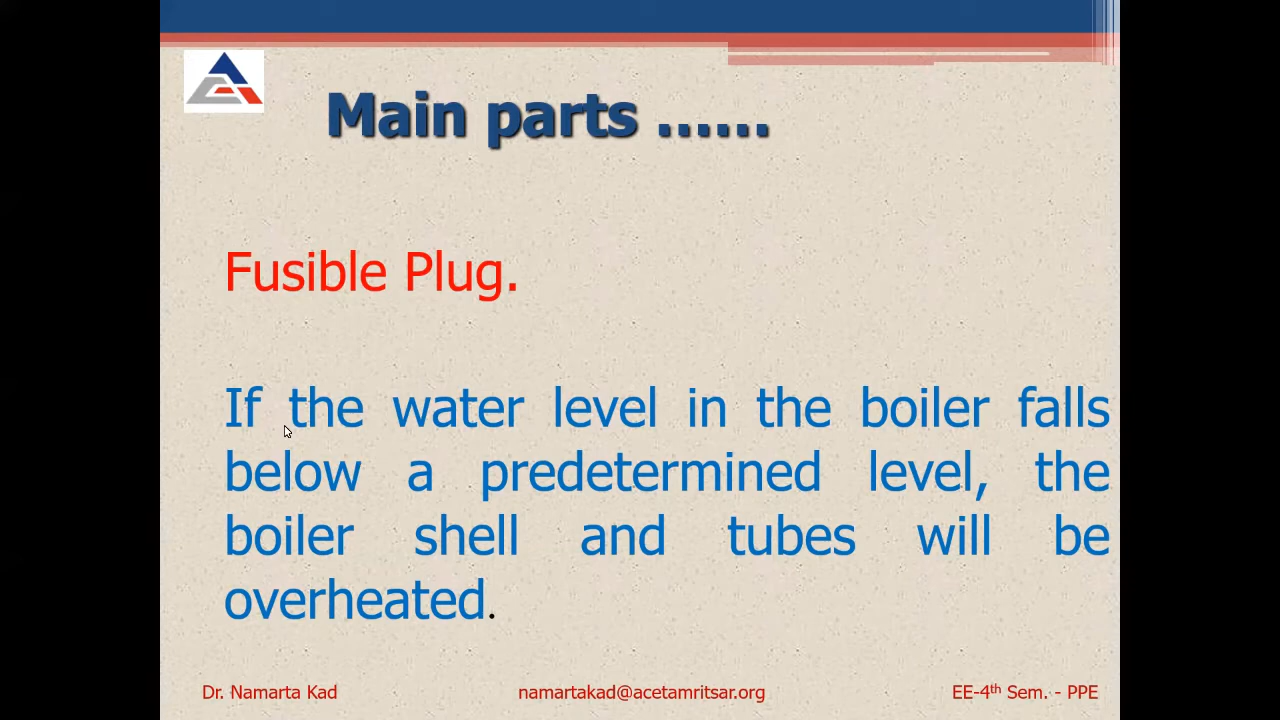 Main parts ......
Fusible Plug.
If the water level in the boiler falls
below a predetermined level, the
boiler shell and tubes will be
overheated.
Dr. Namarta Kad namartakad@acetamritsar.org EE-4th Sem. - PPE